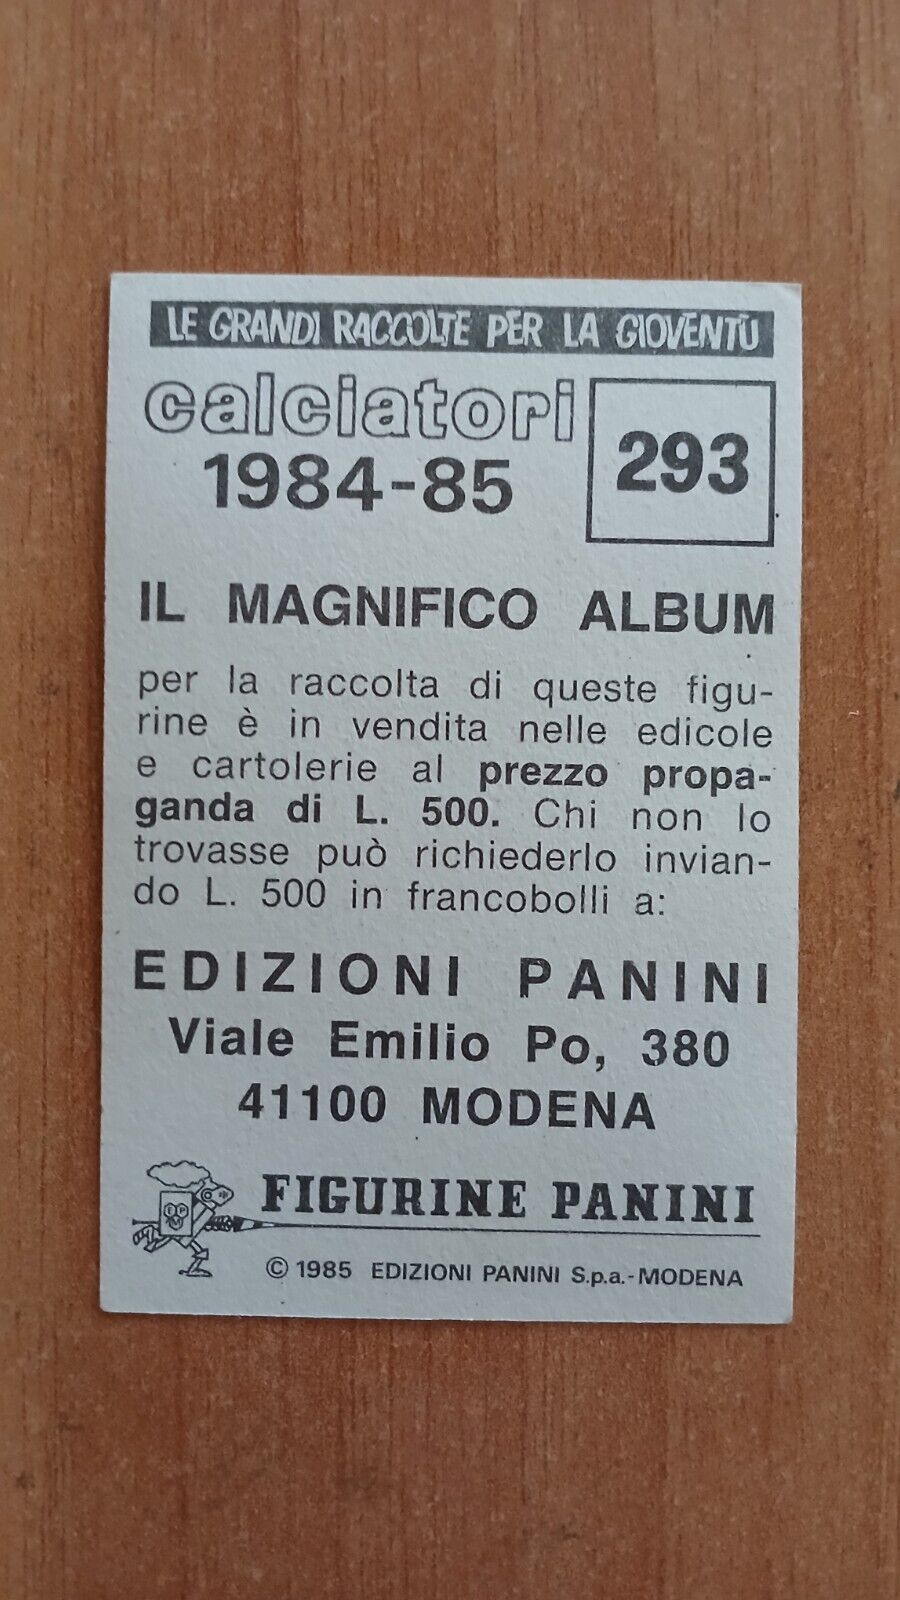 LE GRANDI RACCOLTE PER LA GIOVENTÙ
calciatori
1984-85
293
IL MAGNIFICO ALBUM
per la raccolta di queste figu-
rine è in vendita nelle edicole
e cartolerie al prezzo propa-
ganda di L. 500. Chi non lo
trovasse può richiederlo invian-
do L. 500 in francobolli a:
EDIZIONI PANINI
Viale Emilio Po, 380
41100 MODENA
FIGURINE PANINI
© 1985 EDIZIONI PANINI S.p.a.-MODENA